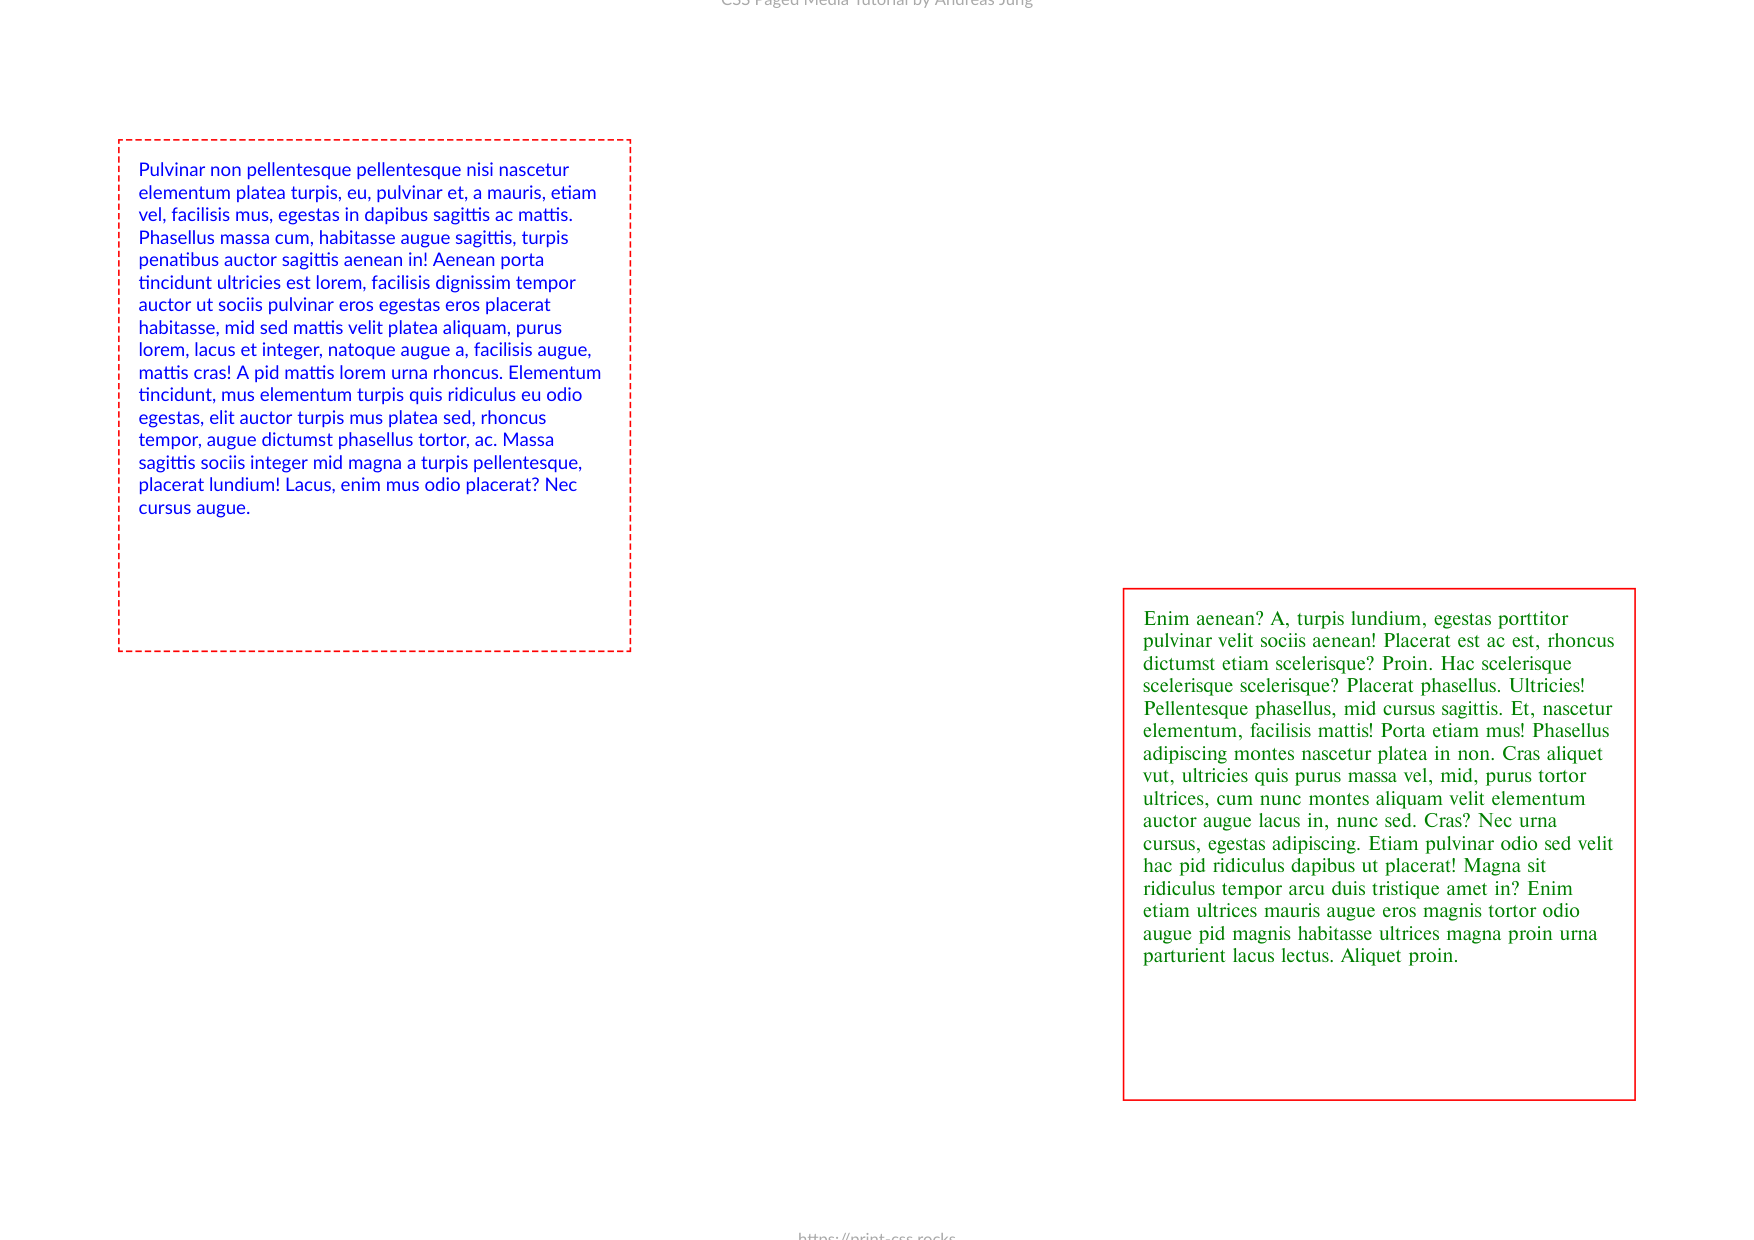 CSS Paged Media Tutorial by Andreas Jung
Pulvinar non pellentesque pellentesque nisi nascetur
elementum platea turpis, eu, pulvinar et, a mauris, etiam
vel, facilisis mus, egestas in dapibus sagittis ac mattis.
Phasellus massa cum, habitasse augue sagittis, turpis
penatibus auctor sagittis aenean in! Aenean porta
tincidunt ultricies est lorem, facilisis dignissim tempor
auctor ut sociis pulvinar eros egestas eros placerat
habitasse, mid sed mattis velit platea aliquam, purus
lorem, lacus et integer, natoque augue a, facilisis augue,
mattis cras! A pid mattis lorem urna rhoncus. Elementum
tincidunt, mus elementum turpis quis ridiculus eu odio
egestas, elit auctor turpis mus platea sed, rhoncus
tempor, augue dictumst phasellus tortor, ac. Massa
sagittis sociis integer mid magna a turpis pellentesque,
placerat lundium! Lacus, enim mus odio placerat? Nec
cursus augue.
Enim aenean? A, turpis lundium, egestas porttitor
pulvinar velit sociis aenean! Placerat est ac est, rhoncus
dictumst etiam scelerisque? Proin. Hac scelerisque
scelerisque scelerisque? Placerat phasellus. Ultricies!
Pellentesque phasellus, mid cursus sagittis. Et, nascetur
elementum, facilisis mattis! Porta etiam mus! Phasellus
adipiscing montes nascetur platea in non. Cras aliquet
vut, ultricies quis purus massa vel, mid, purus tortor
ultrices, cum nunc montes aliquam velit elementum
auctor augue lacus in, nunc sed. Cras? Nec urna
cursus, egestas adipiscing. Etiam pulvinar odio sed velit
hac pid ridiculus dapibus ut placerat! Magna sit
ridiculus tempor arcu duis tristique amet in? Enim
etiam ultrices mauris augue eros magnis tortor odio
augue pid magnis habitasse ultrices magna proin urna
parturient lacus lectus. Aliquet proin.
https://print-css.rocks